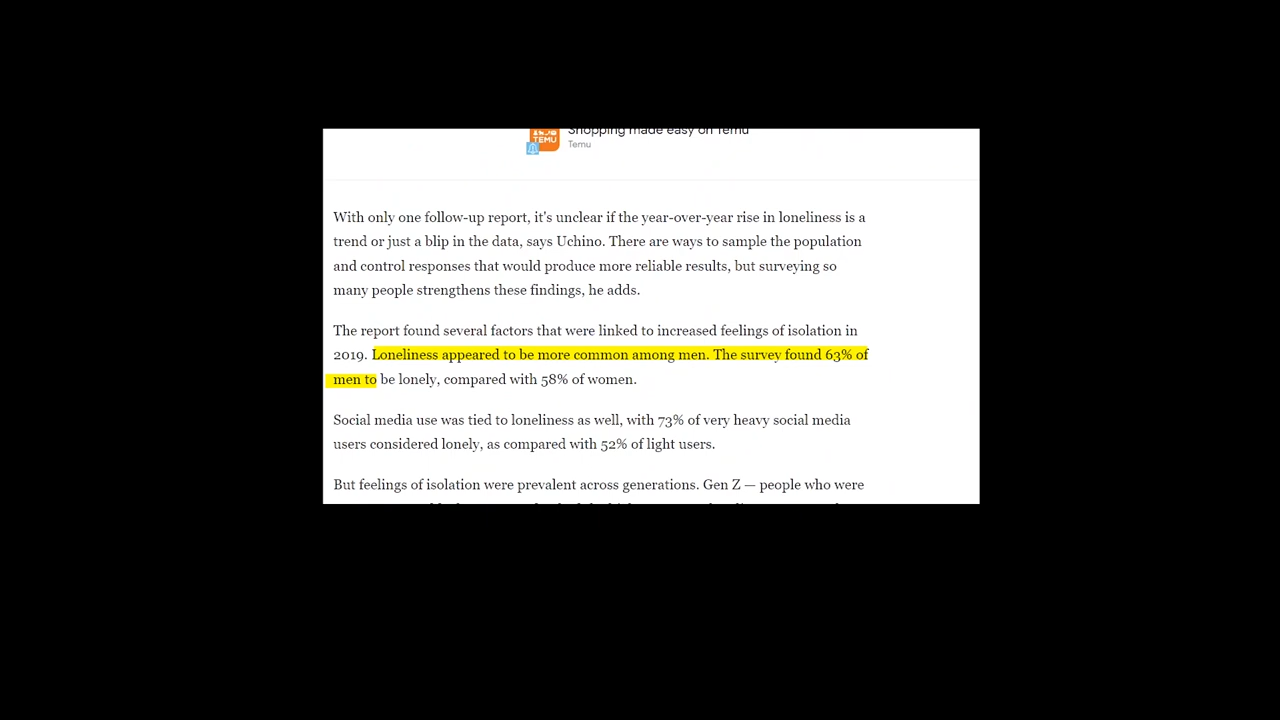 Shopping made easy on Temu
TEMU
Temu
With only one follow-up report, it's unclear if the year-over-year rise in loneliness is a
trend or just a blip in the data, says Uchino. There are ways to sample the population
and control responses that would produce more reliable results, but surveying so
many people strengthens these findings, he adds.
The report found several factors that were linked to increased feelings of isolation in
2019. Loneliness appeared to be more common among men. The survey found 63% of
men to be lonely, compared with 58% of women.
Social media use was tied to loneliness as well, with 73% of very heavy social media
users considered lonely, as compared with 52% of light users.
But feelings of isolation were prevalent across generations. Gen Z — people who were